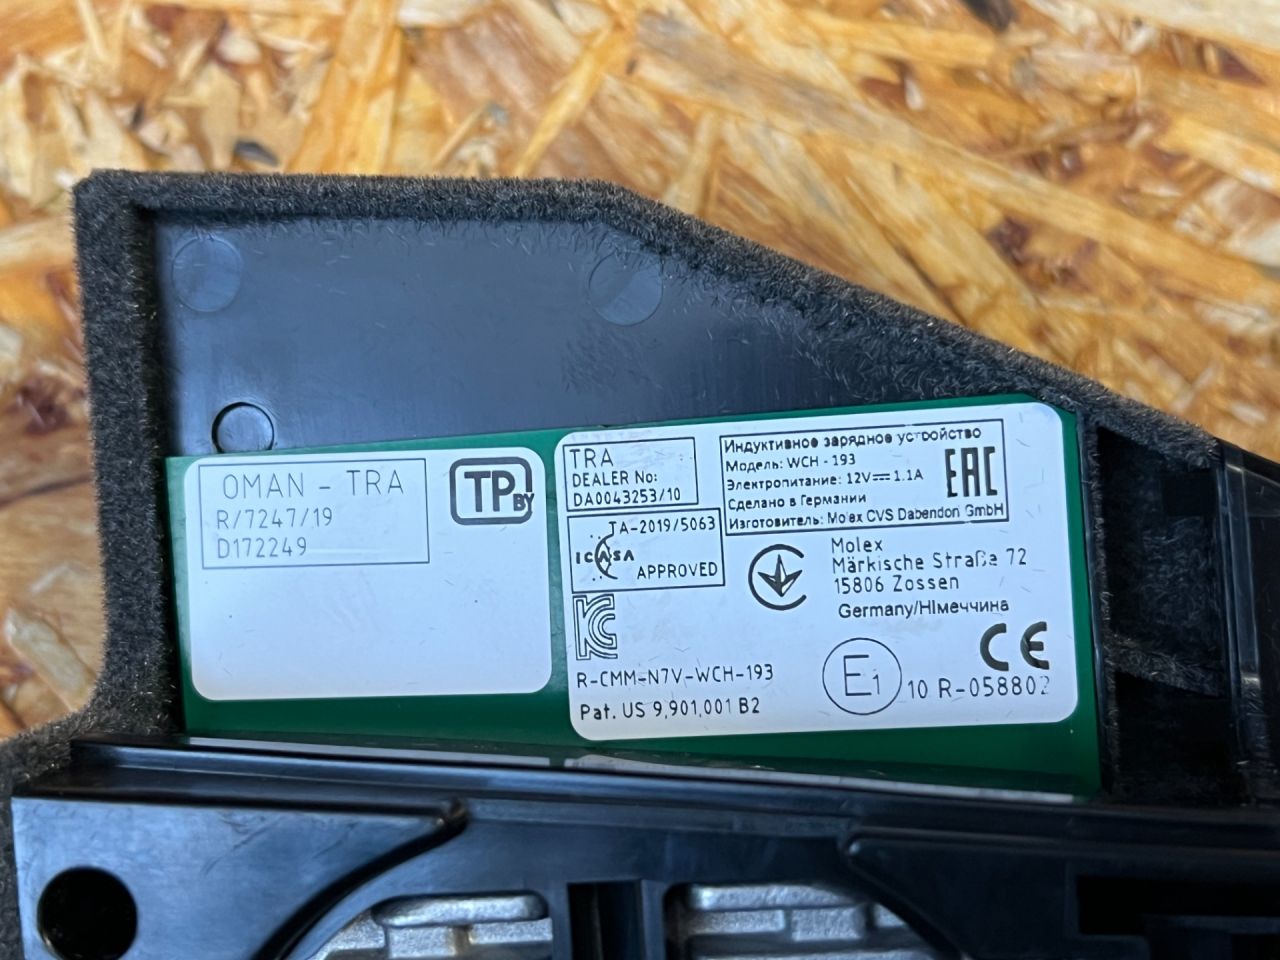 OMAN - TRA
R/7247/19
D172249
TP
BY
TRA
DEALER No:
DA0043253/10
TA-2019/5063
ICASA
APPROVED
KC
R-CMM-N7V-WCH-193
Pat. US 9,901,001 B2
Индуктивное зарядное устройство
Модель: WCH - 193
Электропитание: 12V 1.1A
Сделано в Германии
Изготовитель: Molex CVS Dabendorf GmbH
EAC
Molex
Märkische Straße 72
15806 Zossen
Germany/Німеччина
CE
E1
10 R-058802